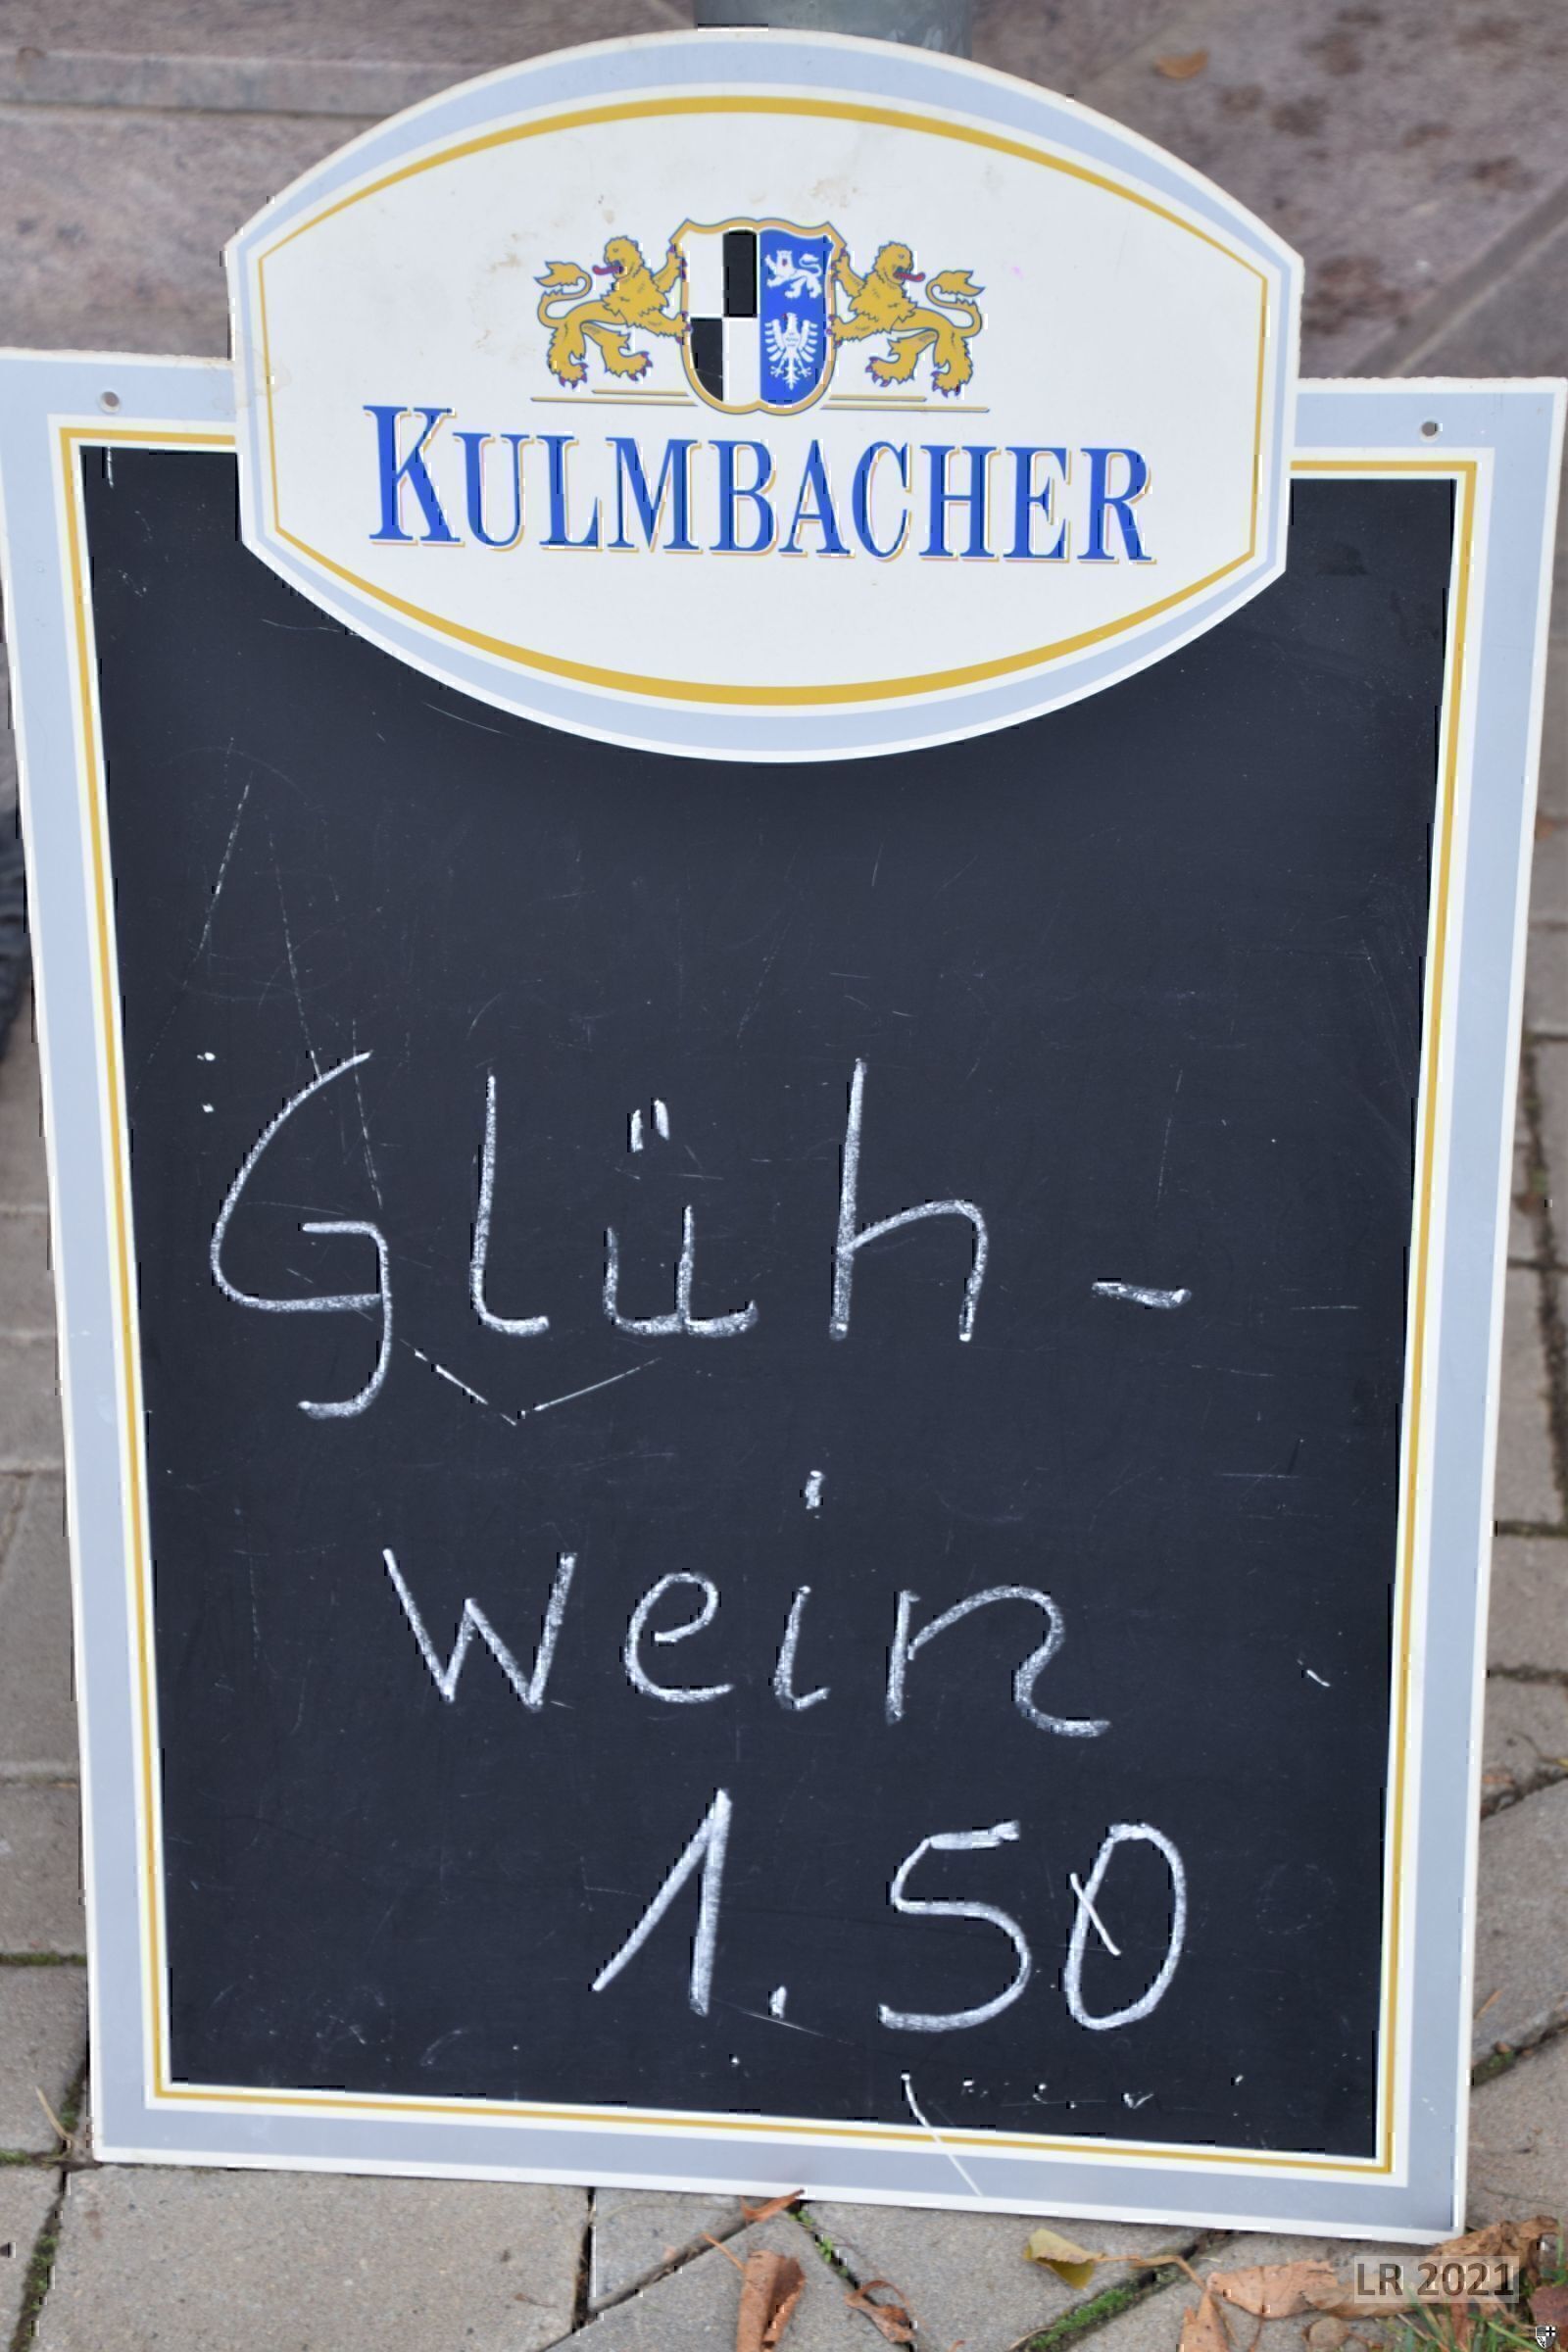 KULMBACHER
Glüh-
wein
1.50
LR 2021